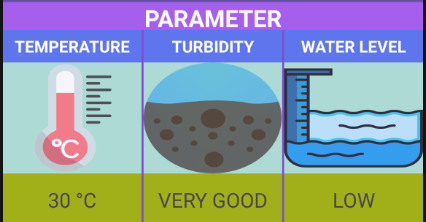 PARAMETER
TEMPERATURE TURBIDITY WATER LEVEL
°C
30 °C VERY GOOD LOW